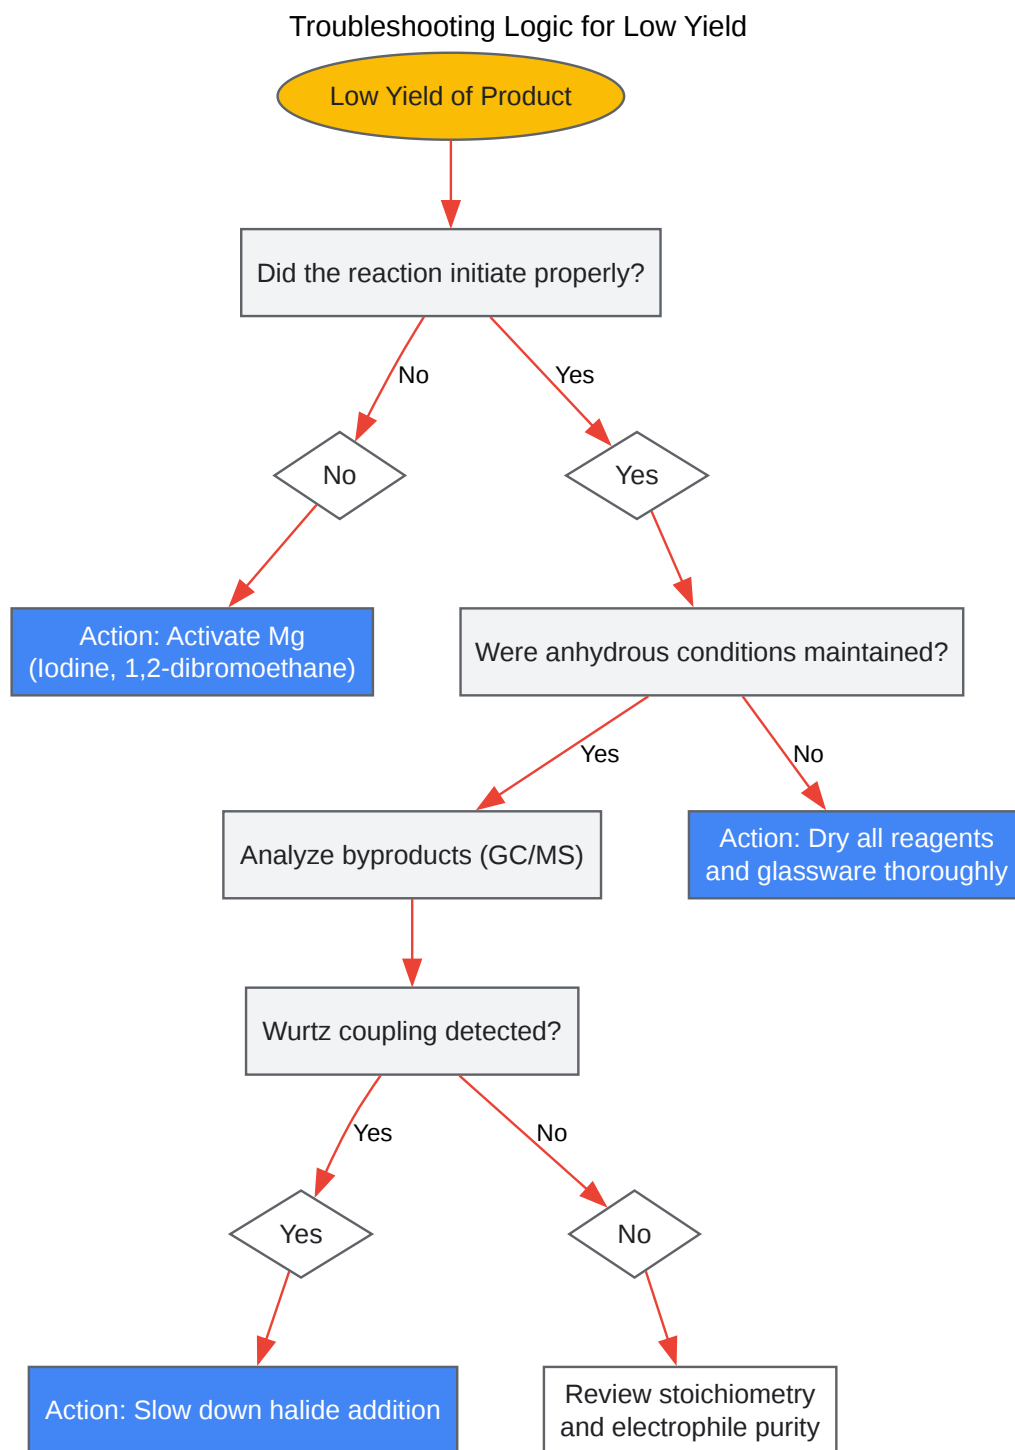 Troubleshooting Logic for Low Yield
Low Yield of Product
Did the reaction initiate properly?
No
Yes
No
Yes
Action: Activate Mg
(Iodine, 1,2-dibromoethane)
Were anhydrous conditions maintained?
Yes
No
Analyze byproducts (GC/MS)
Action: Dry all reagents
and glassware thoroughly
Wurtz coupling detected?
Yes
No
Yes
No
Action: Slow down halide addition
Review stoichiometry
and electrophile purity